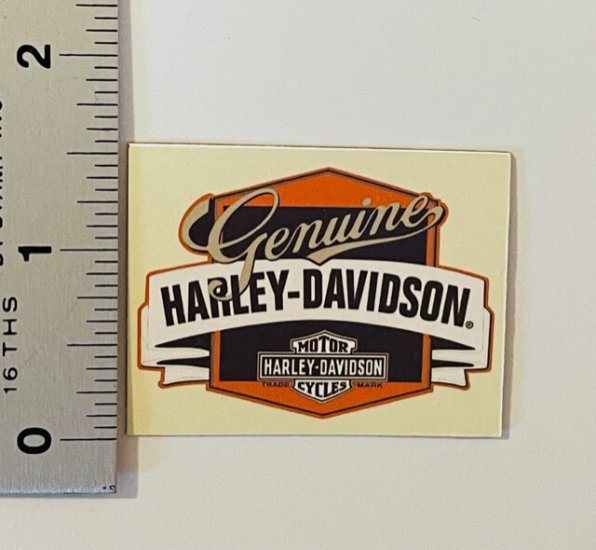 2
1
0
16 THS
Genuine
HARLEY-DAVIDSON®
MOTOR
HARLEY-DAVIDSON
TRADE MARK
CYCLES